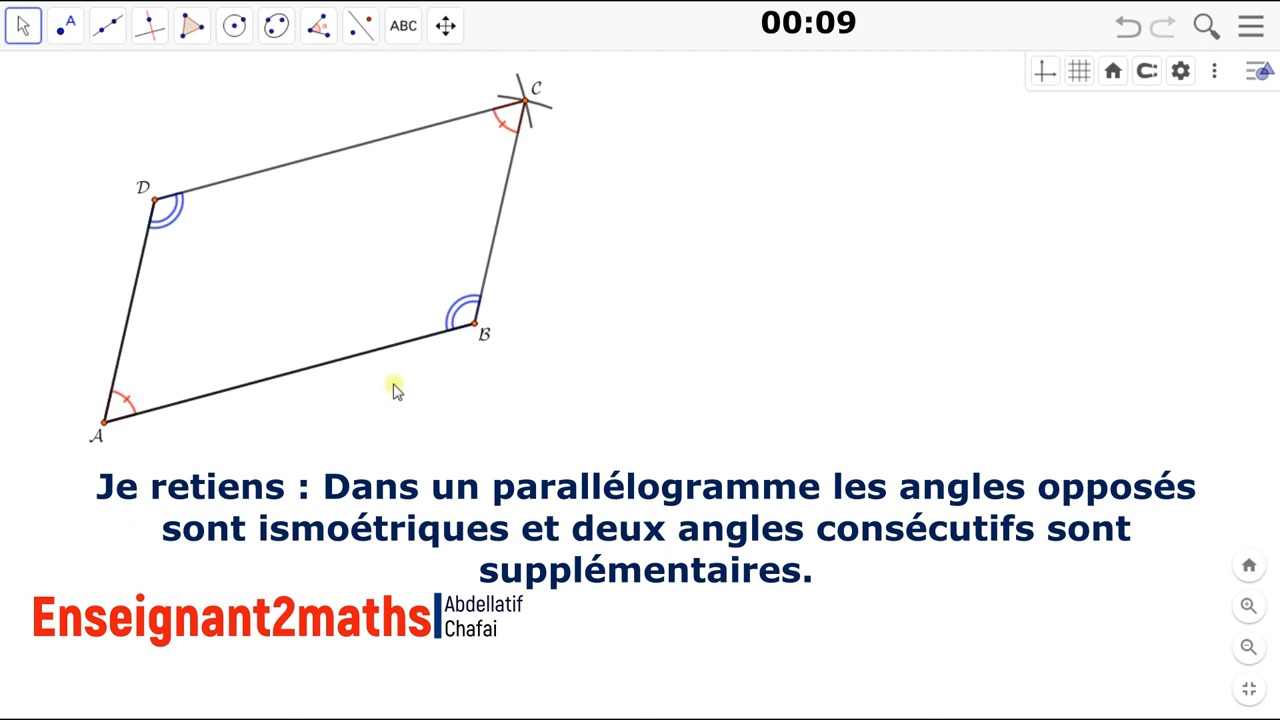 A
ABC
00:09
C
D
B
A
Je retiens : Dans un parallélogramme les angles opposés
sont ismoétriques et deux angles consécutifs sont
supplémentaires.
Enseignant2maths
Abdellatif
Chafai